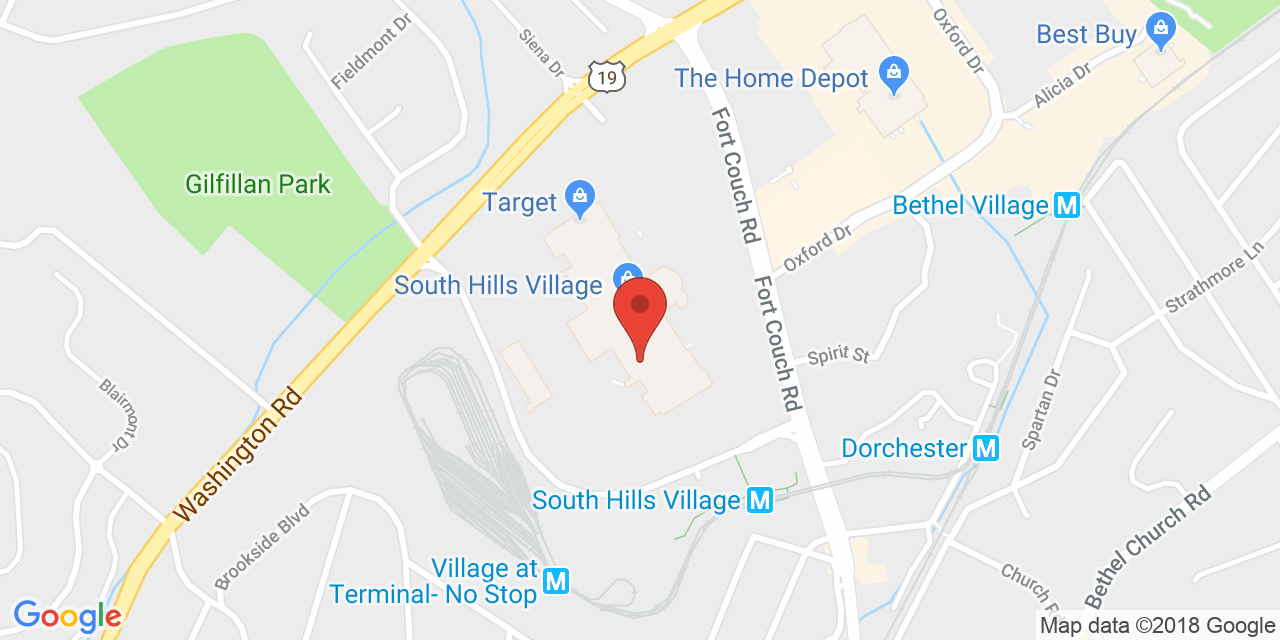 Fieldmont Dr
Siena Dr
19
Oxford Dr
Best Buy
The Home Depot
Alicia Dr
Fort Couch Rd
Gilfillan Park
Target
Bethel Village M
Oxford Dr
Strathmore Ln
South Hills Village
Fort Couch Rd
Spirit St
Blairmont Dr
Spartan Dr
Washington Rd
Dorchester M
South Hills Village M
Brookside Blvd
Bethel Church Rd
Village at
Terminal- No Stop M
Church R
Google
Map data ©2018 Google